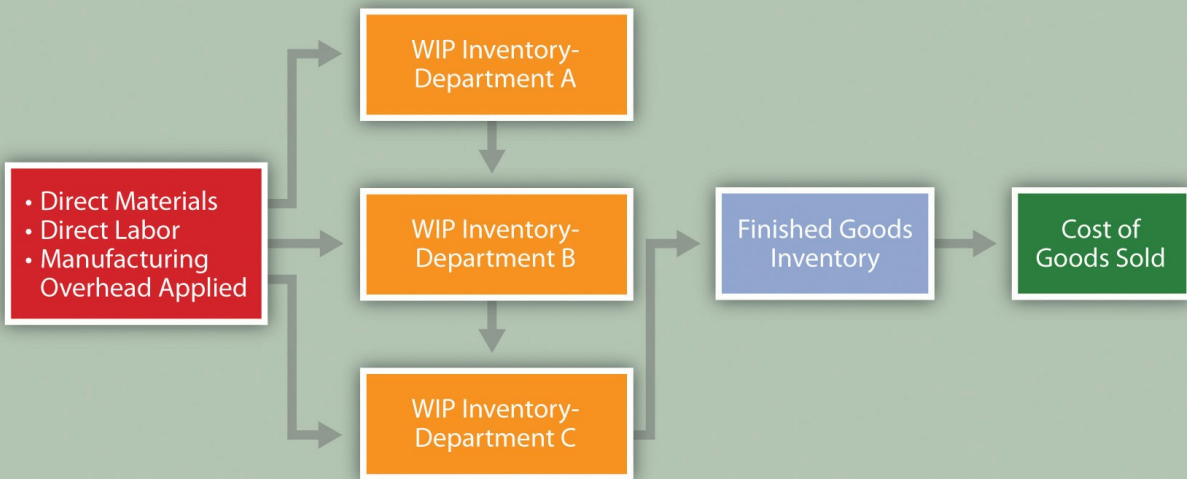 WIP Inventory-
Department A
• Direct Materials
• Direct Labor
• Manufacturing
Overhead Applied
WIP Inventory-
Department B
Finished Goods
Inventory
Cost of
Goods Sold
WIP Inventory-
Department C